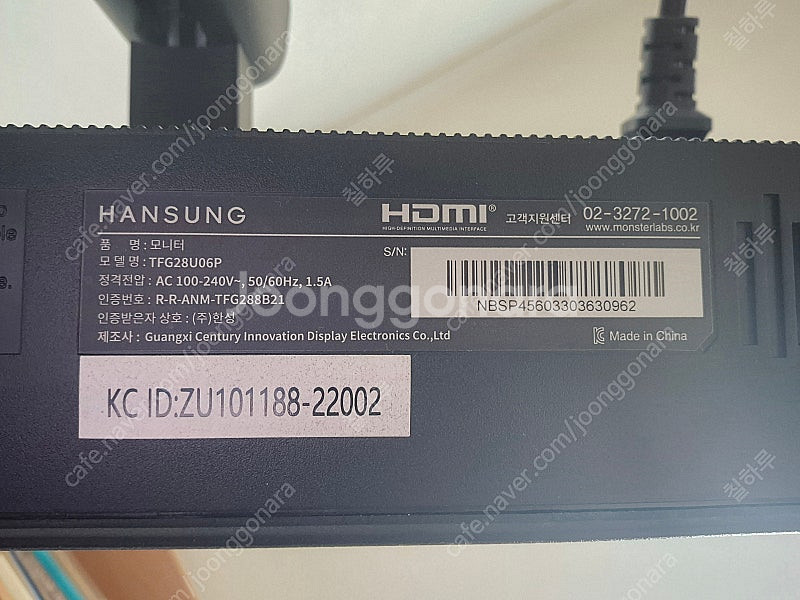 HANSUNG
HDMI®
HIGH-DEFINITION MULTIMEDIA INTERFACE
고객지원센터 02-3272-1002
www.monsterlabs.co.kr
품 명 : 모니터
모 델 명 : TFG28U06P
정격전압 : AC 100-240V~, 50/60Hz, 1.5A
인증번호 : R-R-ANM-TFG288B21
인증받은자 상호 : (주)한성
제조사 : Guangxi Century Innovation Display Electronics Co.,Ltd
S/N:
NBSP45603303630962
Made in China
KC ID:ZU101188-22002
joonggonara
cafe.naver.com/joonggonara
철하루